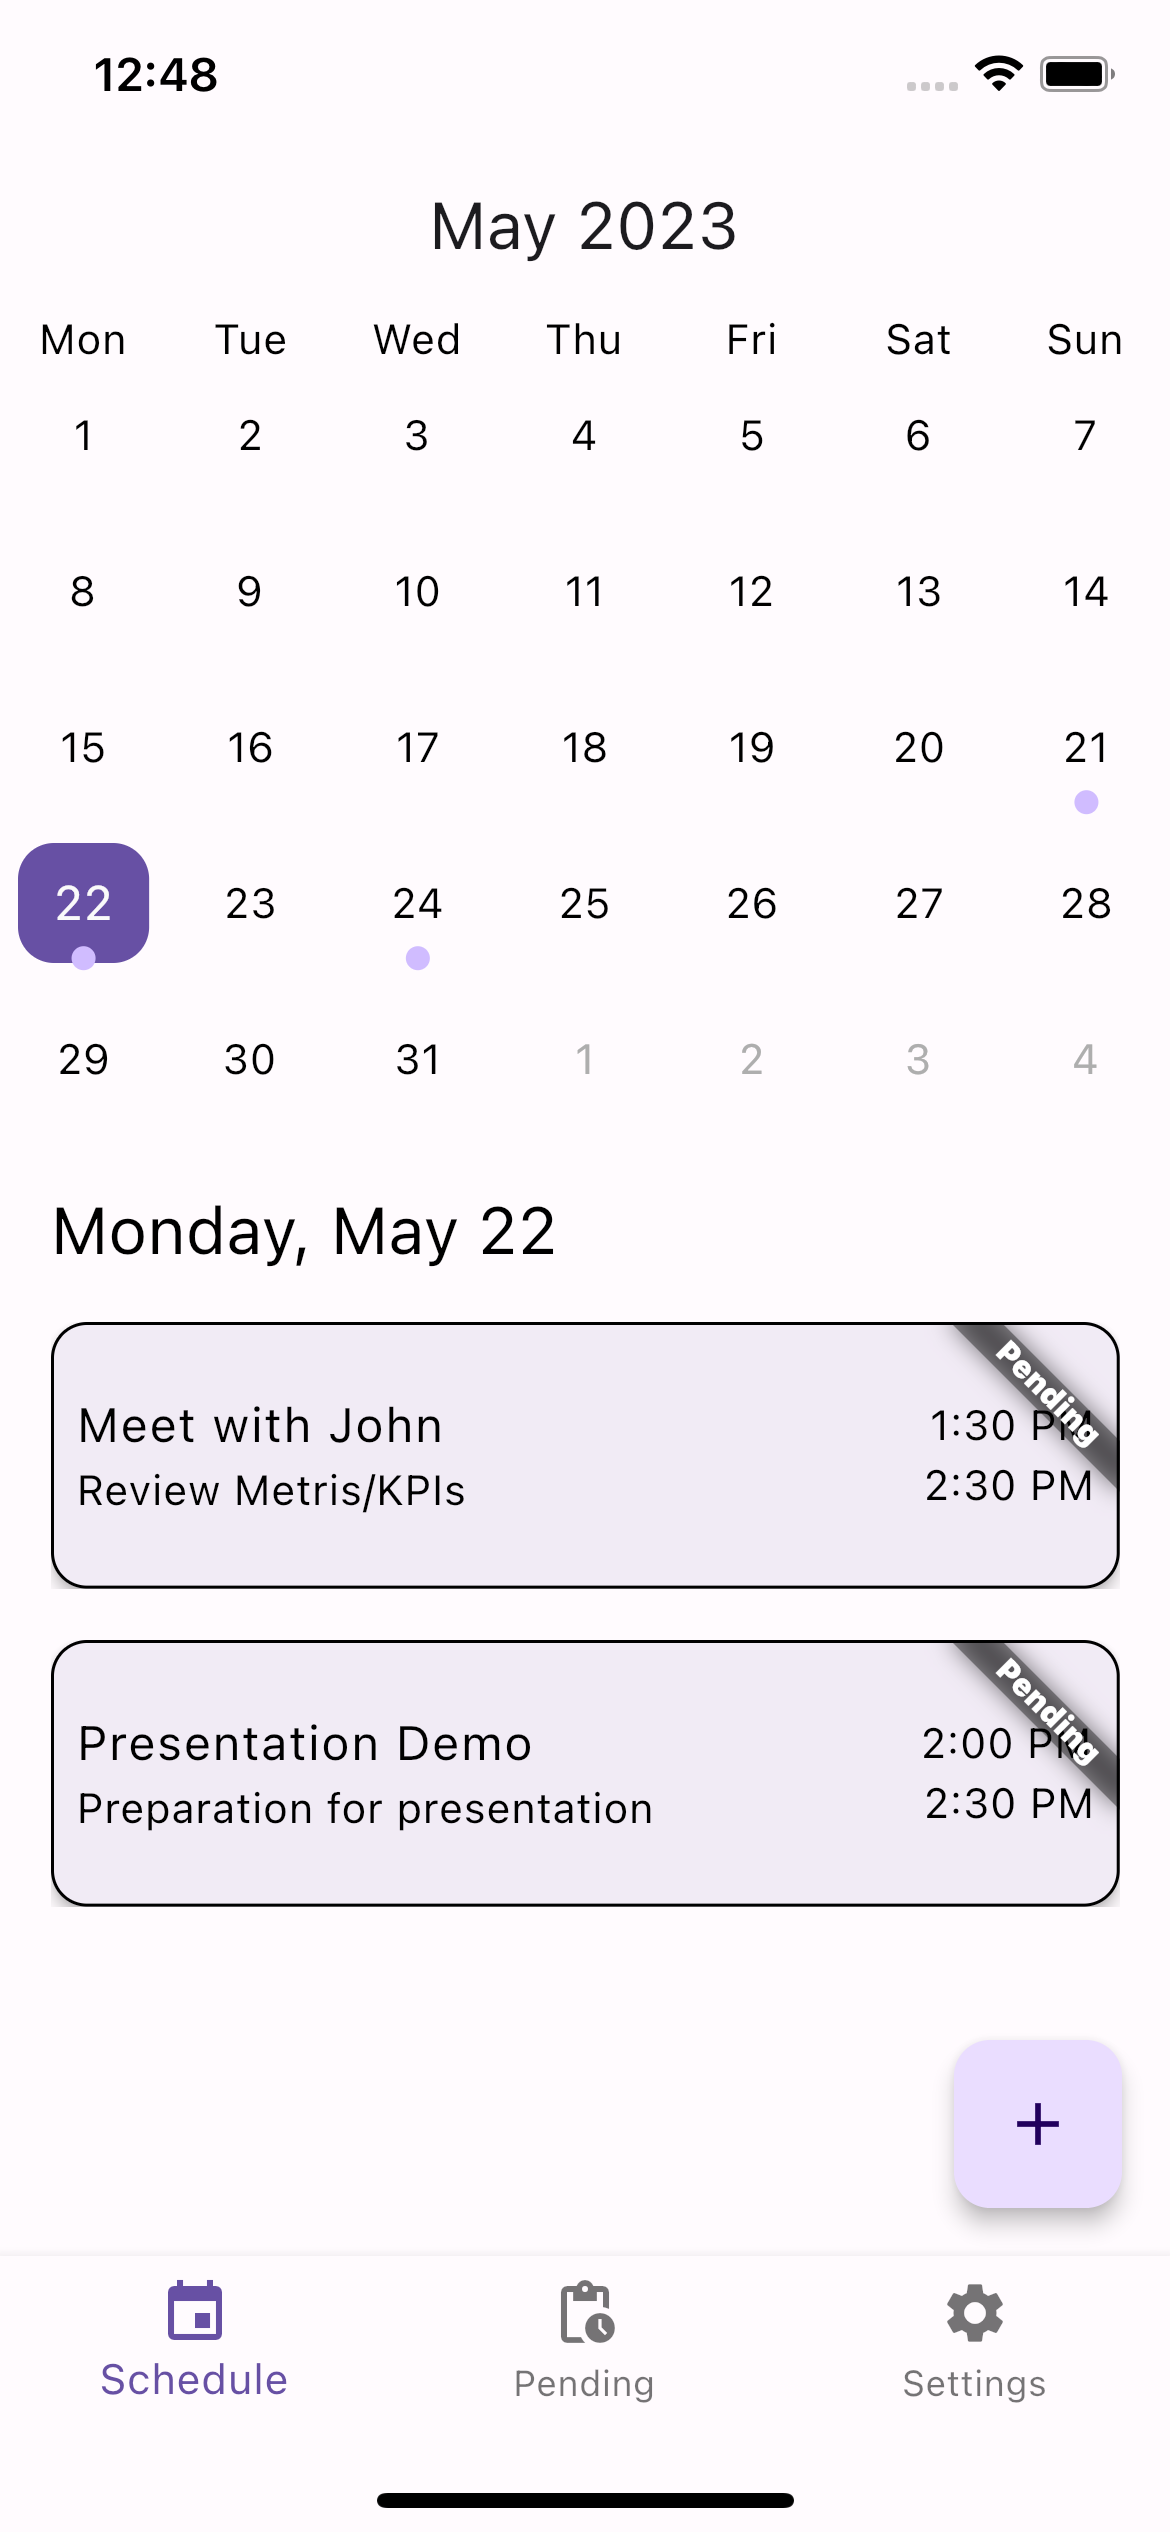 12:48
May 2023
Mon Tue Wed Thu Fri Sat Sun
1 2 3 4 5 6 7
8 9 10 11 12 13 14
15 16 17 18 19 20 21
22 23 24 25 26 27 28
29 30 31 1 2 3 4
Monday, May 22
Pending
Meet with John 1:30 PM
Review Metris/KPIs 2:30 PM
Pending
Presentation Demo 2:00 PM
Preparation for presentation 2:30 PM
+
Schedule Pending Settings